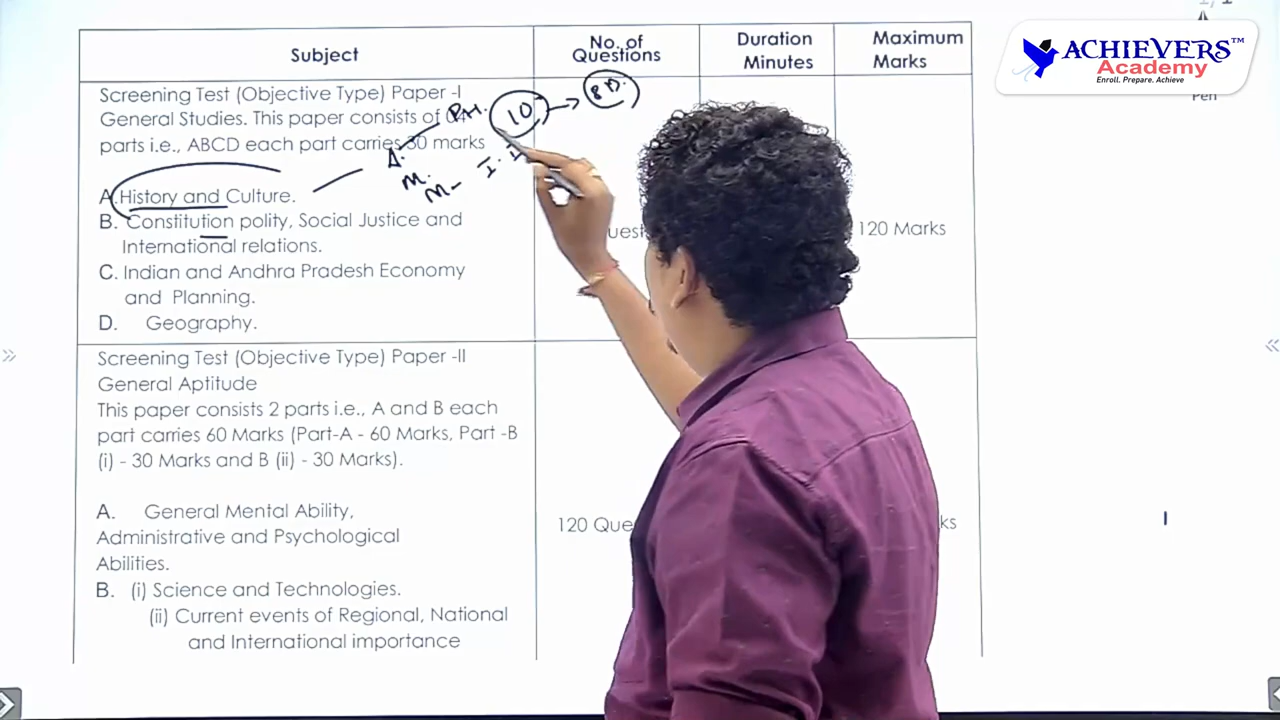 ACHIEVERS™
Academy
Enroll. Prepare. Achieve
Pen
Subject
No. of
Questions
Duration
Minutes
Maximum
Marks
Screening Test (Objective Type) Paper -I
General Studies. This paper consists of 04
parts i.e., ABCD each part carries 30 marks
A. History and Culture.
B. Constitution polity, Social Justice and
International relations.
C. Indian and Andhra Pradesh Economy
and Planning.
D. Geography.
120 Marks
P.H. 10 → 8 D.
A.
M.
M-
Screening Test (Objective Type) Paper -II
General Aptitude
This paper consists 2 parts i.e., A and B each
part carries 60 Marks (Part-A - 60 Marks, Part -B
(i) - 30 Marks and B (ii) - 30 Marks).
A. General Mental Ability,
Administrative and Psychological
Abilities.
B. (i) Science and Technologies.
(ii) Current events of Regional, National
and International importance
120 Que
ks